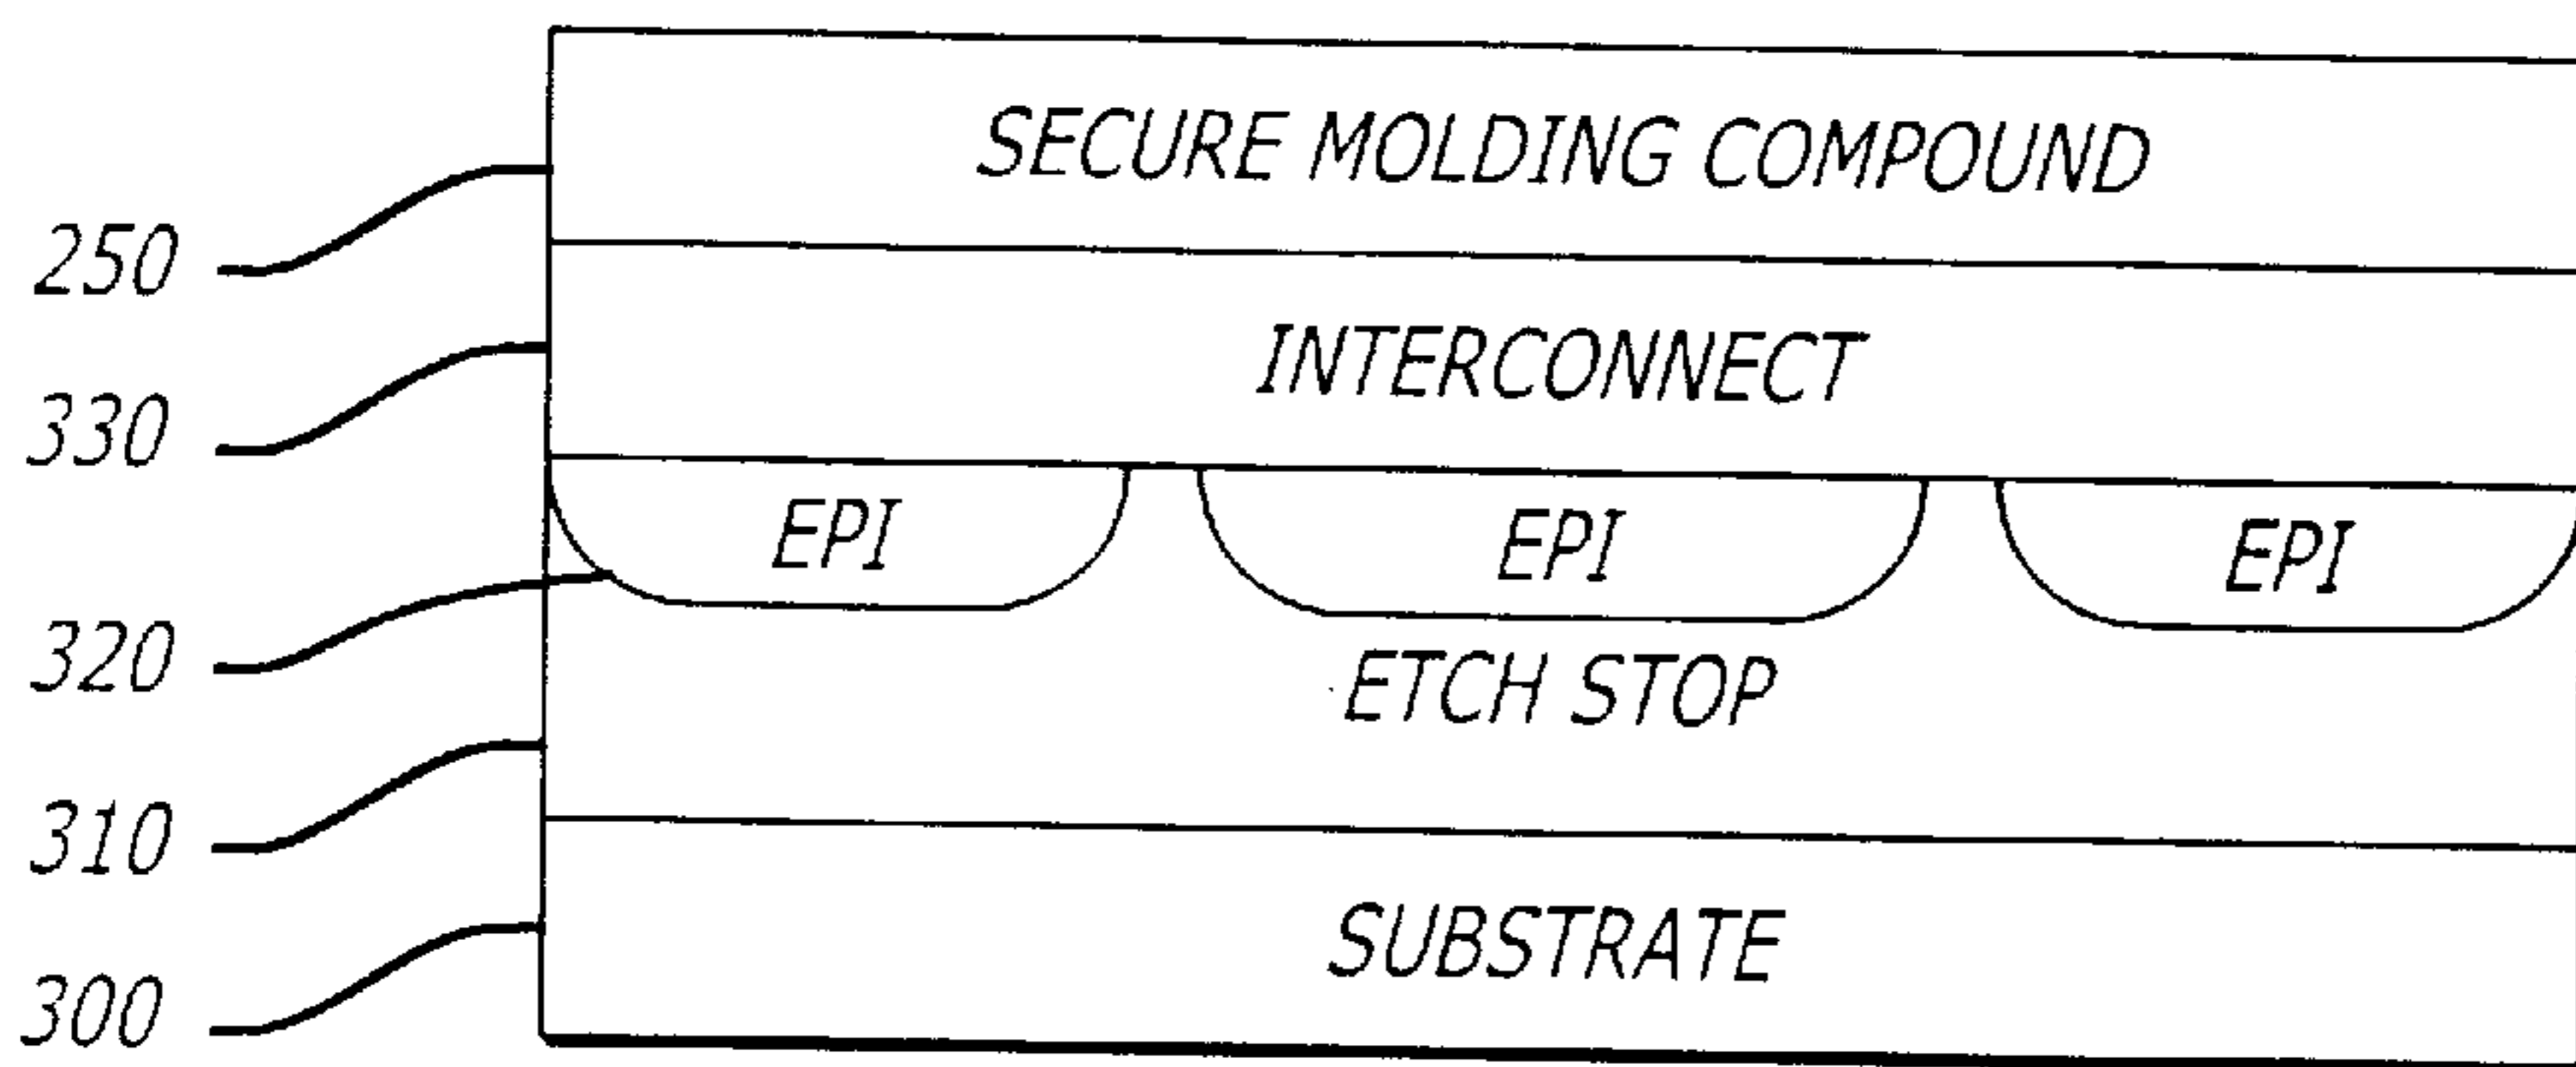 SECURE MOLDING COMPOUND
250
INTERCONNECT
330
EPI EPI EPI
320
ETCH STOP
310
SUBSTRATE
300